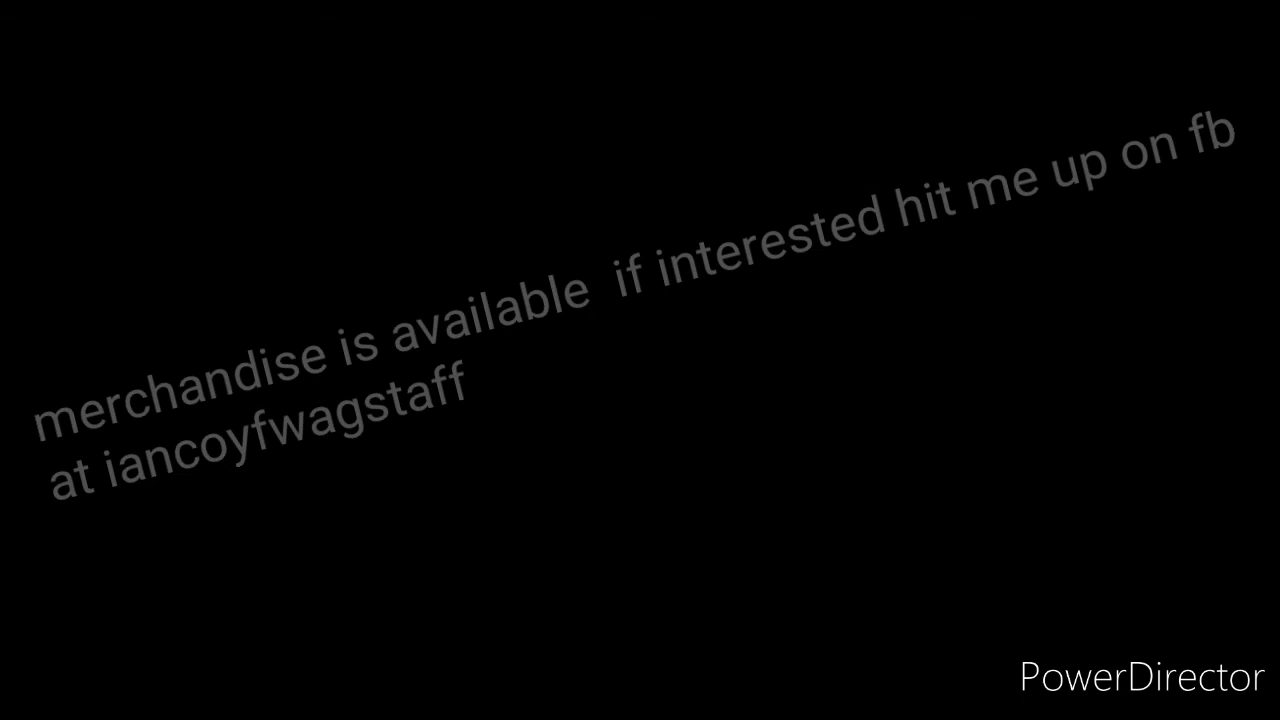 merchandise is available  if interested hit me up on fb
at iancoyfwagstaff
PowerDirector